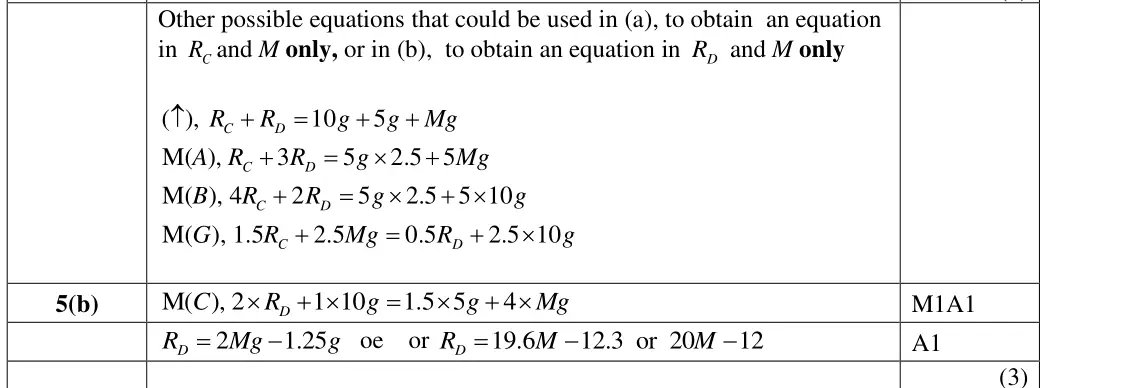 Other possible equations that could be used in (a), to obtain an equation
in R_C and M only, or in (b), to obtain an equation in R_D and M only
(↑), R_C + R_D = 10g + 5g + Mg
M(A), R_C + 3R_D = 5g × 2.5 + 5Mg
M(B), 4R_C + 2R_D = 5g × 2.5 + 5 × 10g
M(G), 1.5R_C + 2.5Mg = 0.5R_D + 2.5 × 10g
5(b) M(C), 2 × R_D + 1 × 10g = 1.5 × 5g + 4 × Mg M1A1
R_D = 2Mg − 1.25g oe or R_D = 19.6M − 12.3 or 20M − 12 A1
(3)